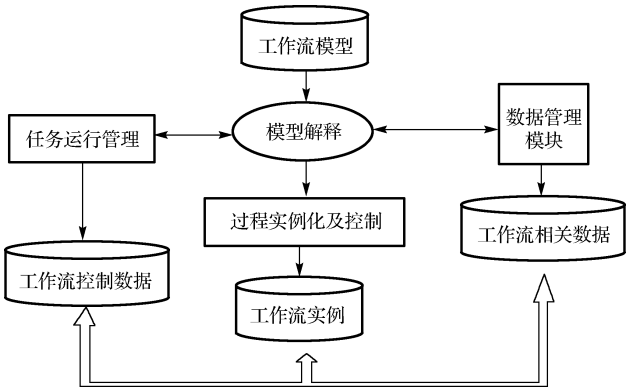 工作流模型
任务运行管理
模型解释
数据管理
模块
过程实例化及控制
工作流相关数据
工作流控制数据
工作流实例